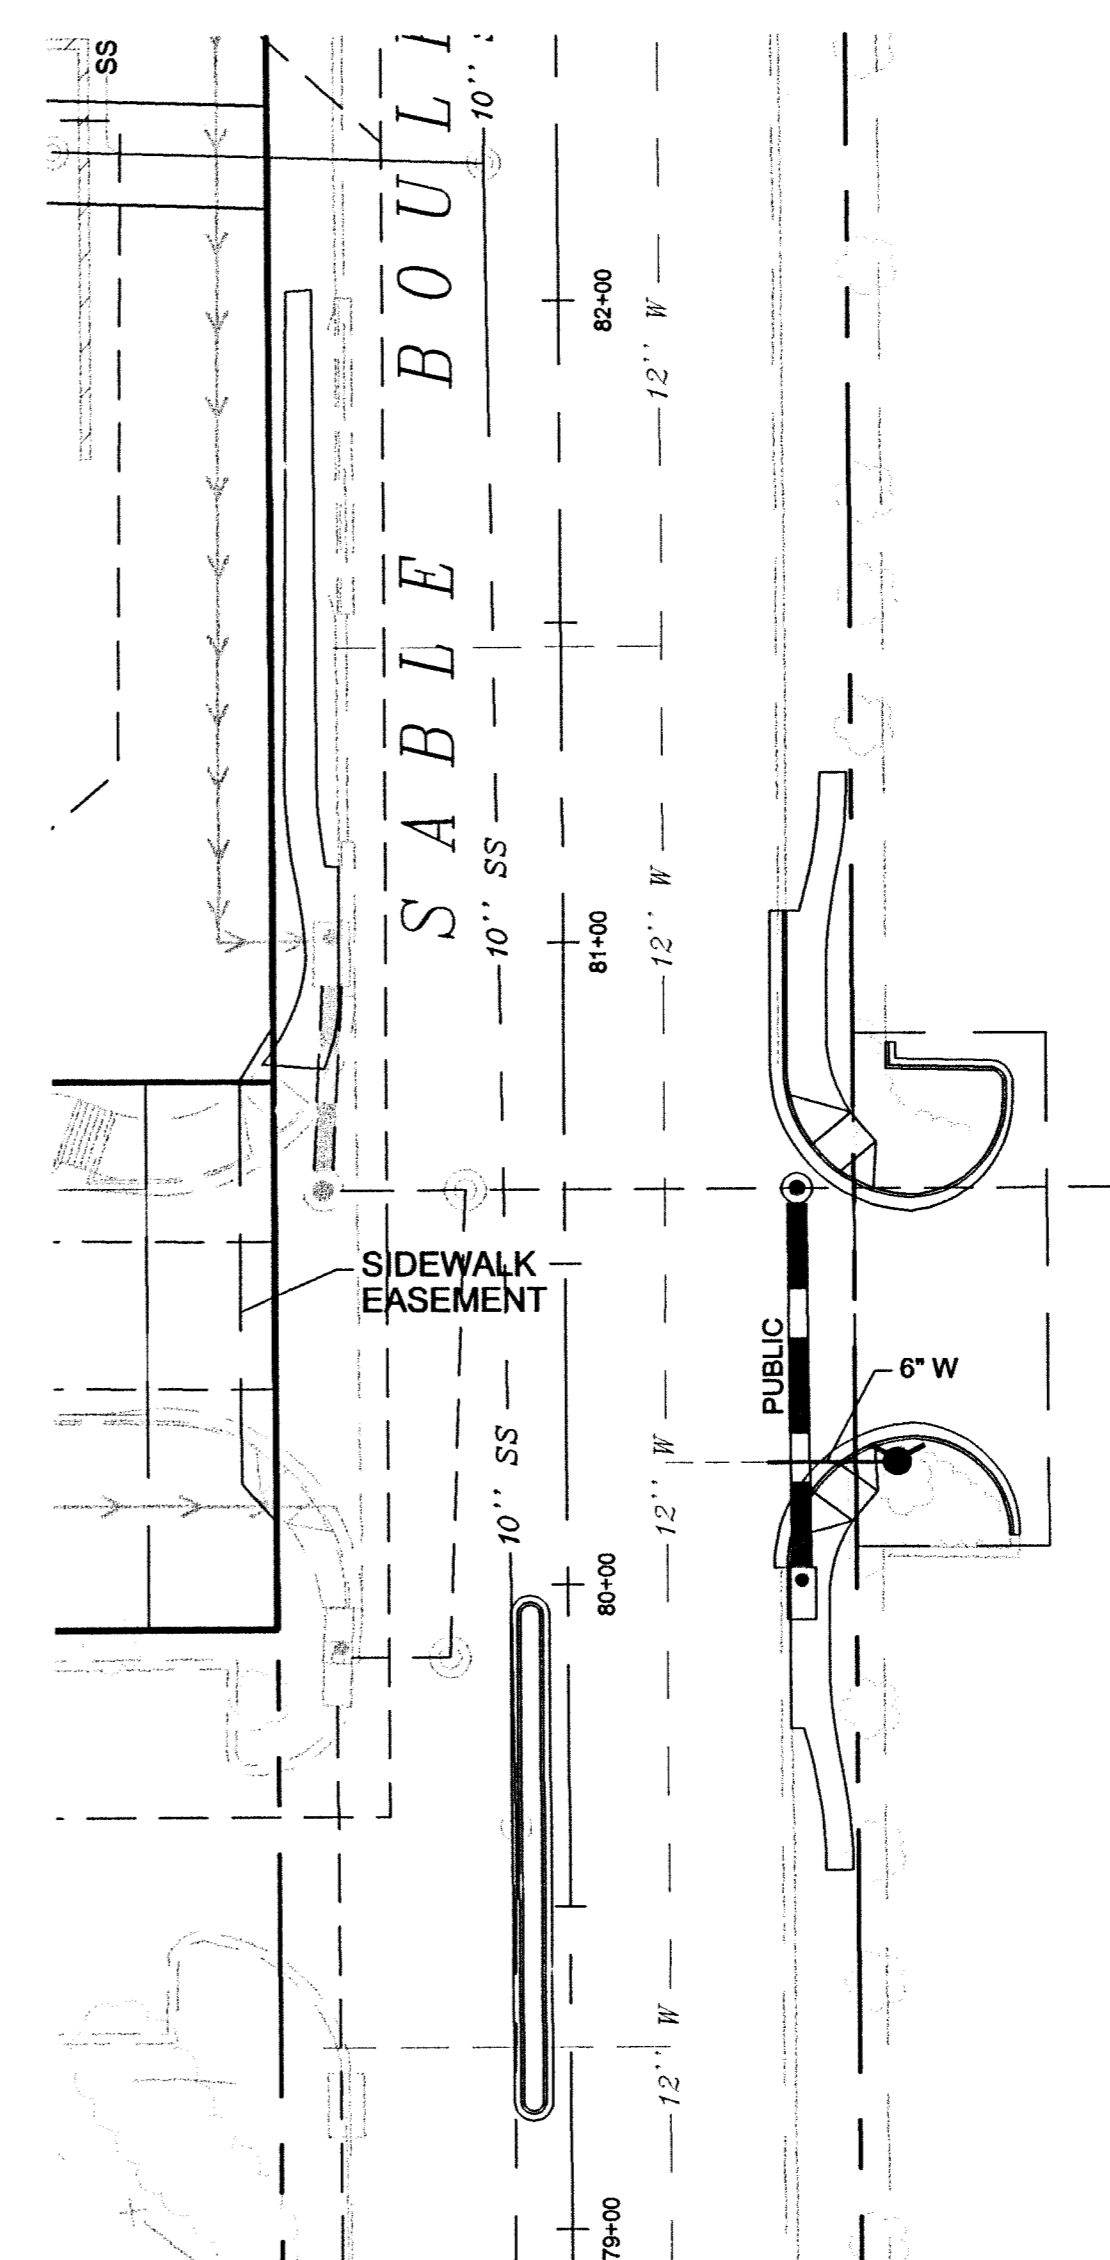 SS
10''
SABLE BOUL
82+00
12'' W
10'' SS
12'' W
81+00
SIDEWALK
EASEMENT
PUBLIC
6" W
10'' SS
12'' W
80+00
12'' W
79+00